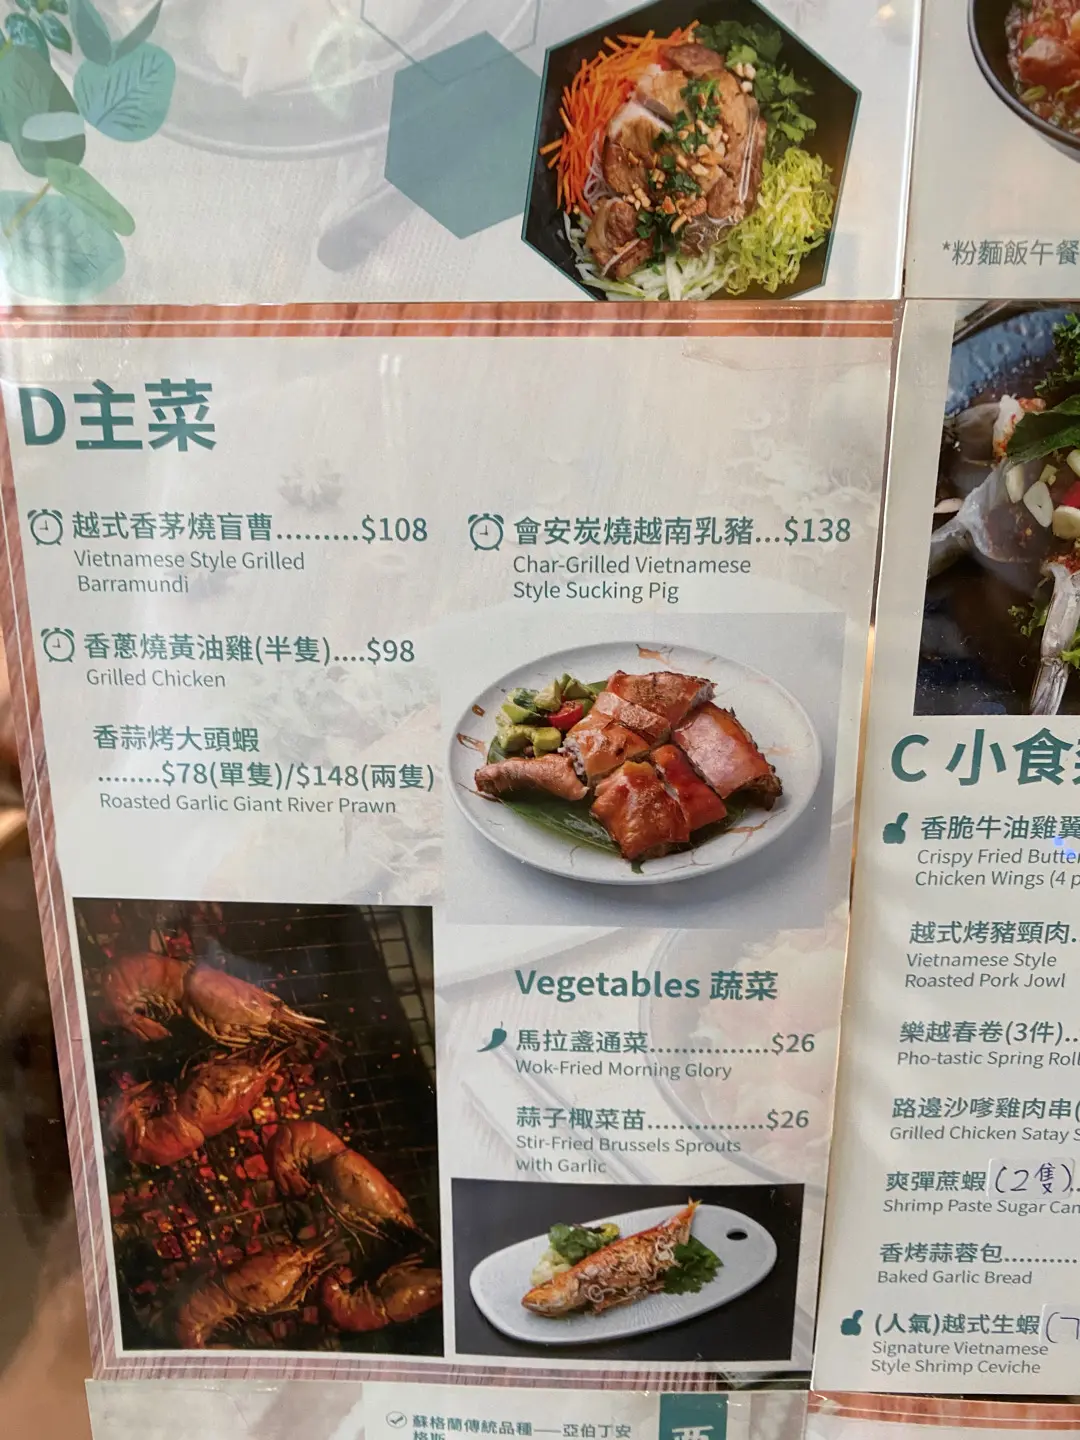 *粉麵飯午餐
D主菜
越式香茅燒盲曹.........$108
Vietnamese Style Grilled
Barramundi
香蔥燒黃油雞(半隻)....$98
Grilled Chicken
香蒜烤大頭蝦
........$78(單隻)/$148(兩隻)
Roasted Garlic Giant River Prawn
會安炭燒越南乳豬...$138
Char-Grilled Vietnamese
Style Sucking Pig
Vegetables 蔬菜
馬拉盞通菜...............$26
Wok-Fried Morning Glory
蒜子椰菜苗...............$26
Stir-Fried Brussels Sprouts
with Garlic
C 小食
香脆牛油雞翼
Crispy Fried Butter
Chicken Wings (4
越式烤豬頸肉.
Vietnamese Style
Roasted Pork Jowl
樂越春卷(3件)..
Pho-tastic Spring Roll
路邊沙嗲雞肉串(
Grilled Chicken Satay
爽彈蔗蝦(2隻)..
Shrimp Paste Sugar
香烤蒜蓉包.........
Baked Garlic Bread
(人氣)越式生蝦
Signature Vietnamese
Style Shrimp Ceviche
蘇格蘭傳統品種——亞伯丁安
格斯